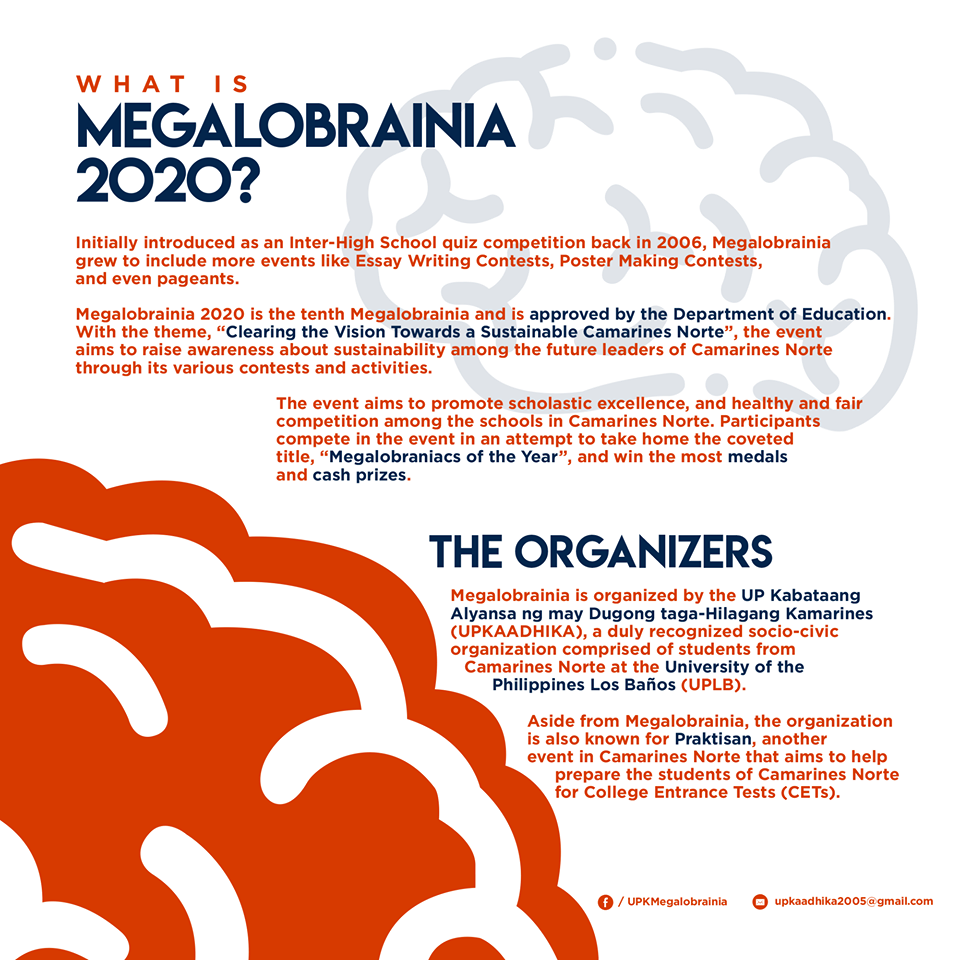 WHAT IS
MEGALOBRAINIA
2020?
Initially introduced as an Inter-High School quiz competition back in 2006, Megalobrainia
grew to include more events like Essay Writing Contests, Poster Making Contests,
and even pageants.
Megalobrainia 2020 is the tenth Megalobrainia and is approved by the Department of Education.
With the theme, “Clearing the Vision Towards a Sustainable Camarines Norte”, the event
aims to raise awareness about sustainability among the future leaders of Camarines Norte
through its various contests and activities.
The event aims to promote scholastic excellence, and healthy and fair
competition among the schools in Camarines Norte. Participants
compete in the event in an attempt to take home the coveted
title, “Megalobraniacs of the Year”, and win the most medals
and cash prizes.
THE ORGANIZERS
Megalobrainia is organized by the UP Kabataang
Alyansa ng may Dugong taga-Hilagang Kamarines
(UPKAADHIKA), a duly recognized socio-civic
organization comprised of students from
Camarines Norte at the University of the
Philippines Los Baños (UPLB).
Aside from Megalobrainia, the organization
is also known for Praktisan, another
event in Camarines Norte that aims to help
prepare the students of Camarines Norte
for College Entrance Tests (CETs).
/ UPKMegalobrainia
upkaadhika2005@gmail.com